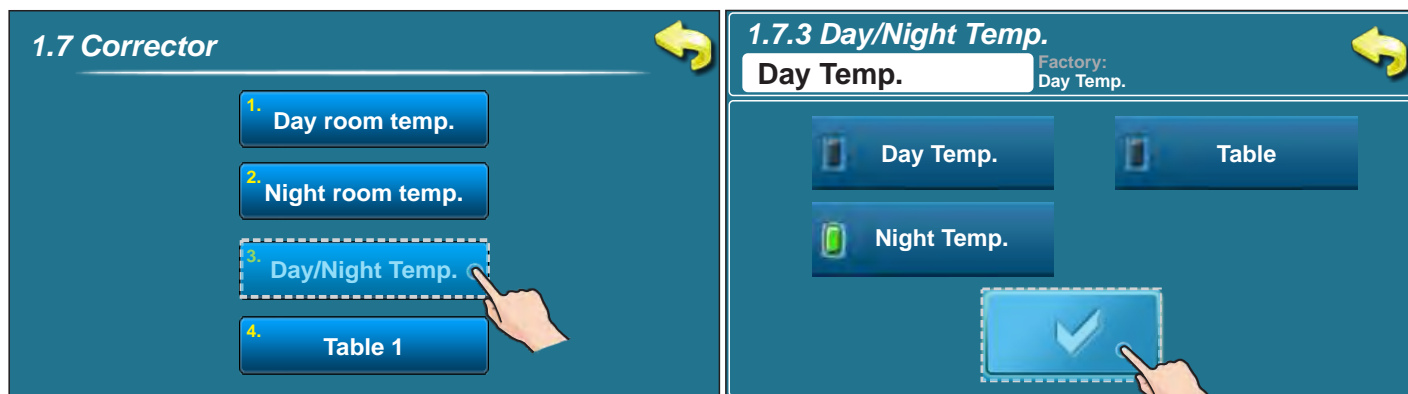 1.7 Corrector
1.
Day room temp.
2.
Night room temp.
3.
Day/Night Temp.
4.
Table 1
1.7.3 Day/Night Temp.
Day Temp.
Factory:
Day Temp.
Day Temp.
Table
Night Temp.